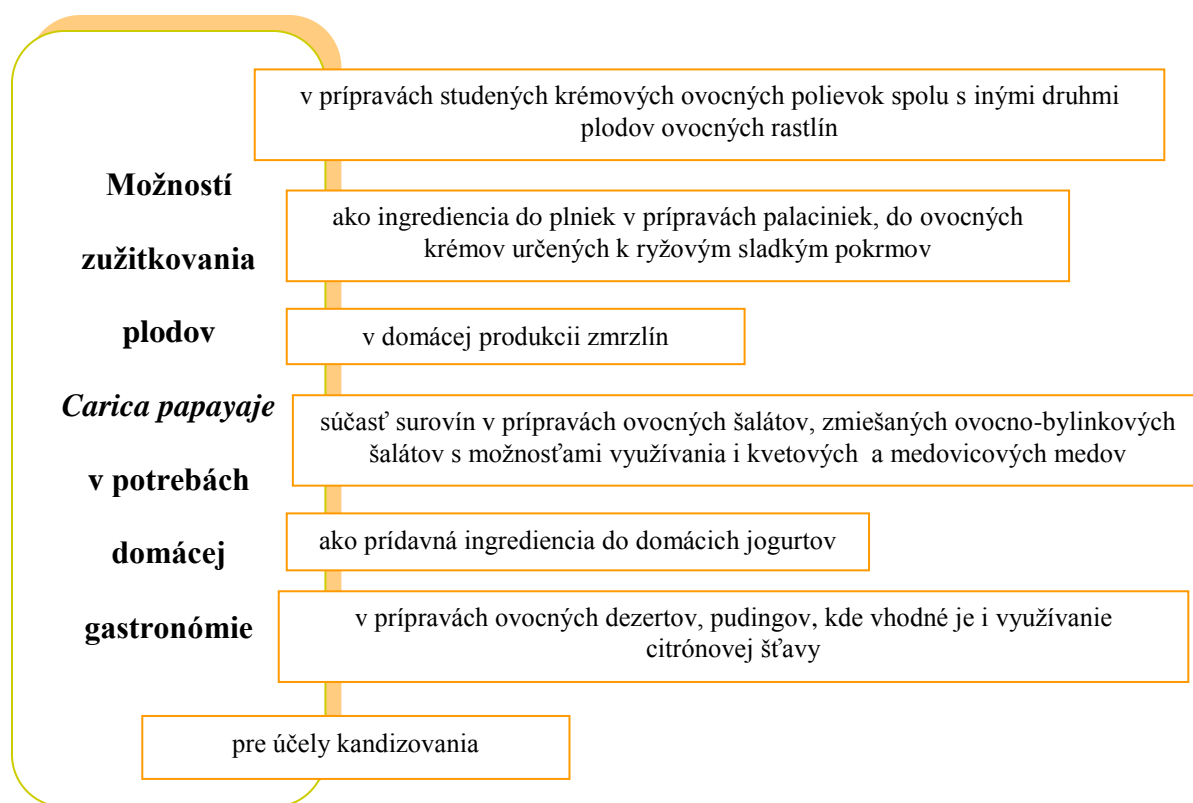 Možností
zužitkovania
plodov
Carica papayaje
v potrebách
domácej
gastronómie
v prípravách studených krémových ovocných polievok spolu s inými druhmi
plodov ovocných rastlín
ako ingrediencia do plniek v prípravách palaciniek, do ovocných
krémov určených k ryžovým sladkým pokrmov
v domácej produkcii zmrzlín
súčasť surovín v prípravách ovocných šalátov, zmiešaných ovocno-bylinkových
šalátov s možnosťami využívania i kvetových a medovicových medov
ako prídavná ingrediencia do domácich jogurtov
v prípravách ovocných dezertov, pudingov, kde vhodné je i využívanie
citrónovej šťavy
pre účely kandizovania